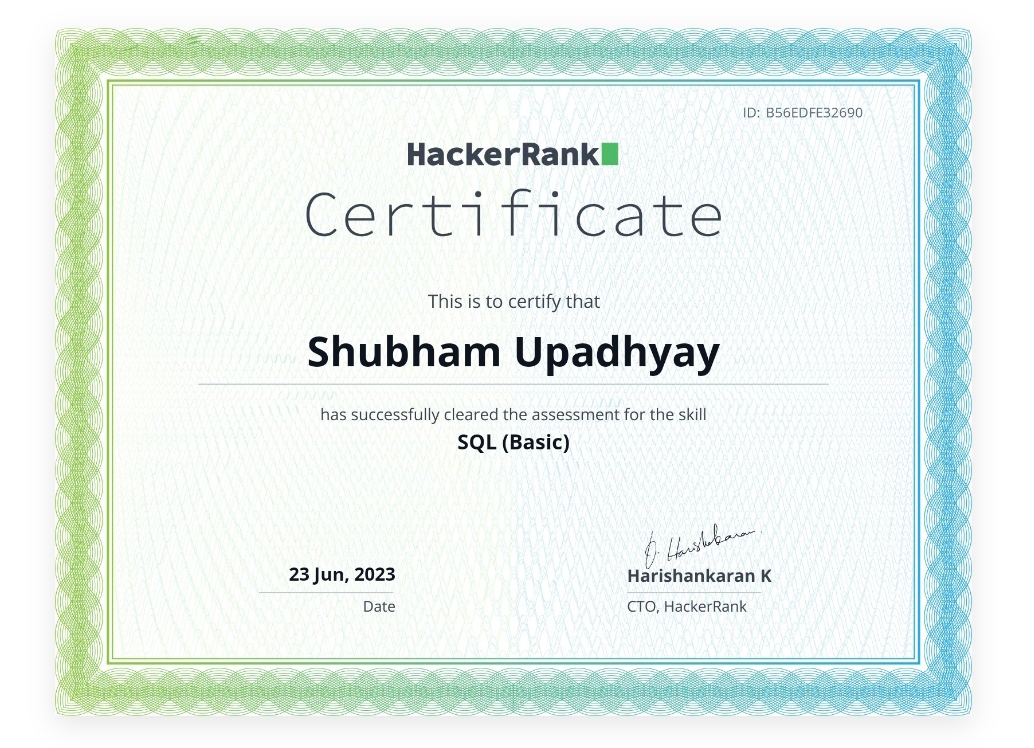 ID: B56EDFE32690
HackerRank
Certificate
This is to certify that
Shubham Upadhyay
has successfully cleared the assessment for the skill
SQL (Basic)
D. Harishankaran
23 Jun, 2023
Harishankaran K
Date
CTO, HackerRank